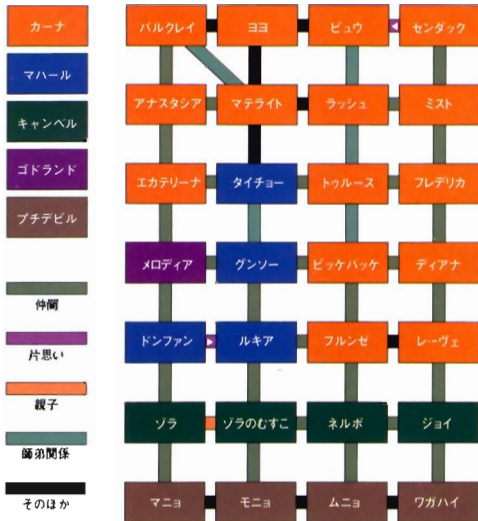 カーナ
マハール
キャンベル
ゴドランド
プチデビル
仲間
片思い
親子
師弟関係
そのほか
パルクレイ ヨヨ ビュウ センダック
アナスタシア マテライト ラッシュ ミスト
エカテリーナ タイチョー トゥルース フレデリカ
メロディア グンソー ビッケバッケ ディアナ
ドンファン ルキア フルンゼ レーヴェ
ゾラ ゾラのむすこ ネルボ ジョイ
マニョ モニョ ムニョ ワガハイ